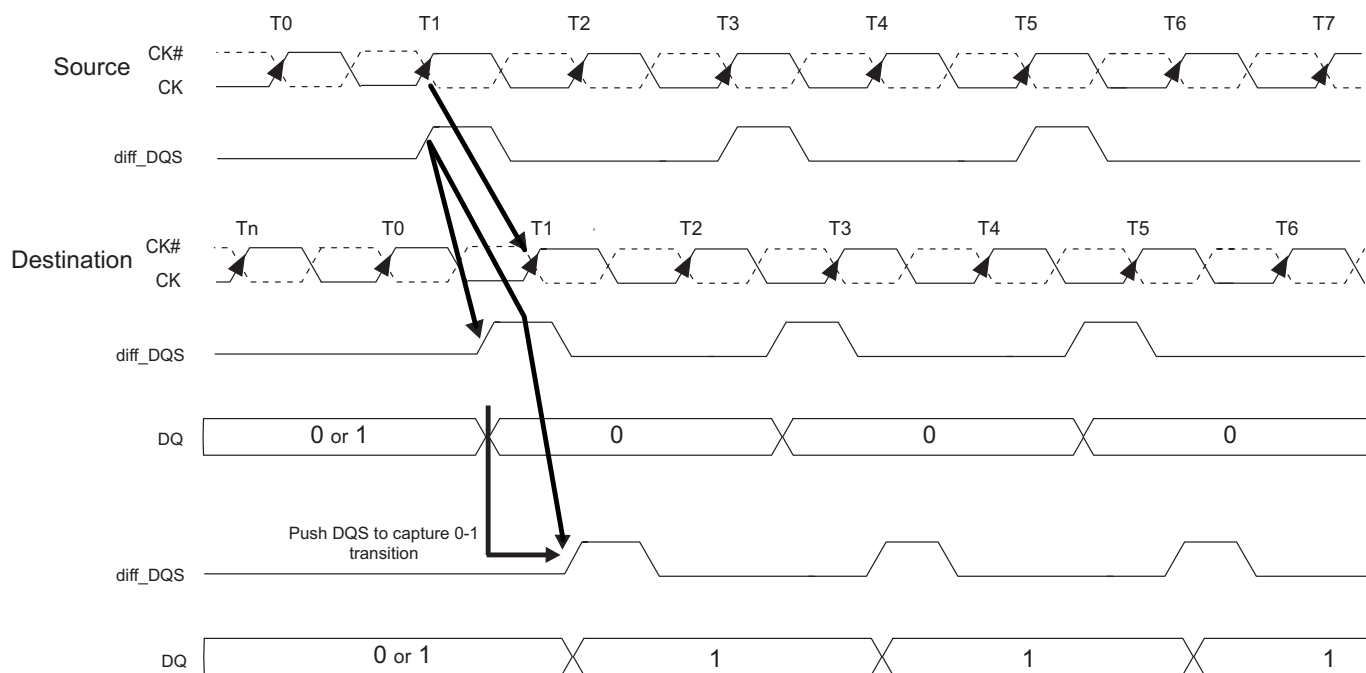 T0 T1 T2 T3 T4 T5 T6 T7
CK#
Source
CK
diff_DQS
Tn T0 T1 T2 T3 T4 T5 T6
CK#
Destination
CK
diff_DQS
DQ 0 or 1 0 0 0
Push DQS to capture 0-1
transition
diff_DQS
DQ 0 or 1 1 1 1